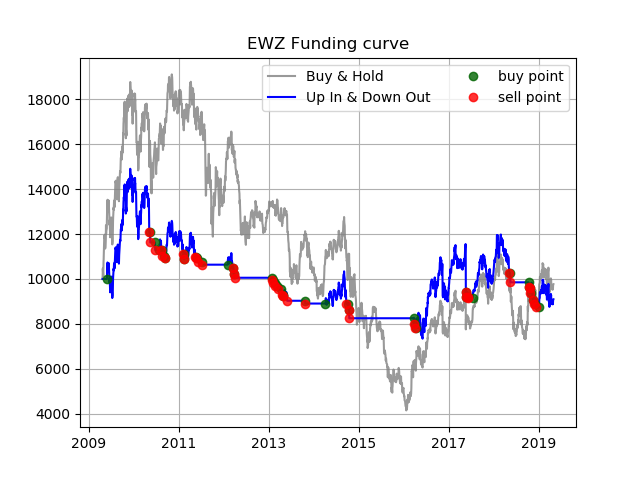 EWZ Funding curve
Buy & Hold
Up In & Down Out
buy point
sell point
18000
16000
14000
12000
10000
8000
6000
4000
2009 2011 2013 2015 2017 2019